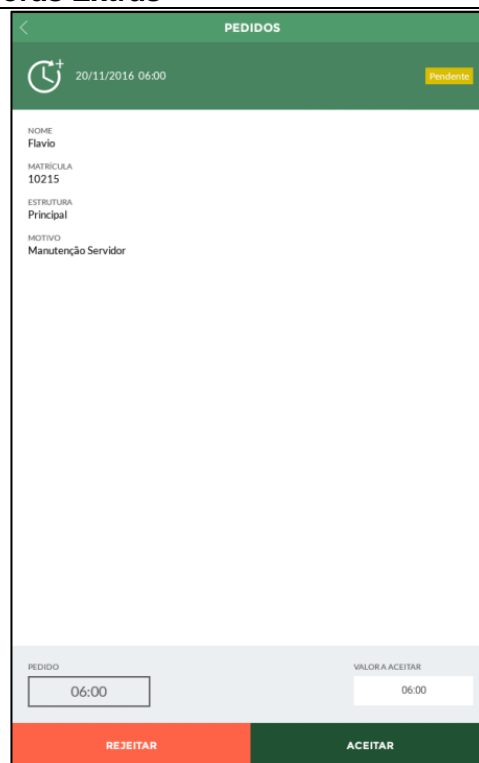 PEDIDOS
20/11/2016 06:00
Pendente
NOME
Flavio
MATRÍCULA
10215
ESTRUTURA
Principal
MOTIVO
Manutenção Servidor
PEDIDO
VALOR A ACEITAR
06:00
06:00
REJEITAR
ACEITAR